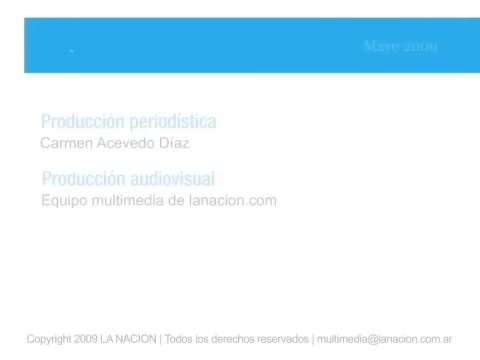 Mayo 2009
Producción periodística
Carmen Acevedo Díaz
Producción audiovisual
Equipo multimedia de lanacion.com
Copyright 2009 LA NACION | Todos los derechos reservados | multimedia@lanacion.com.ar